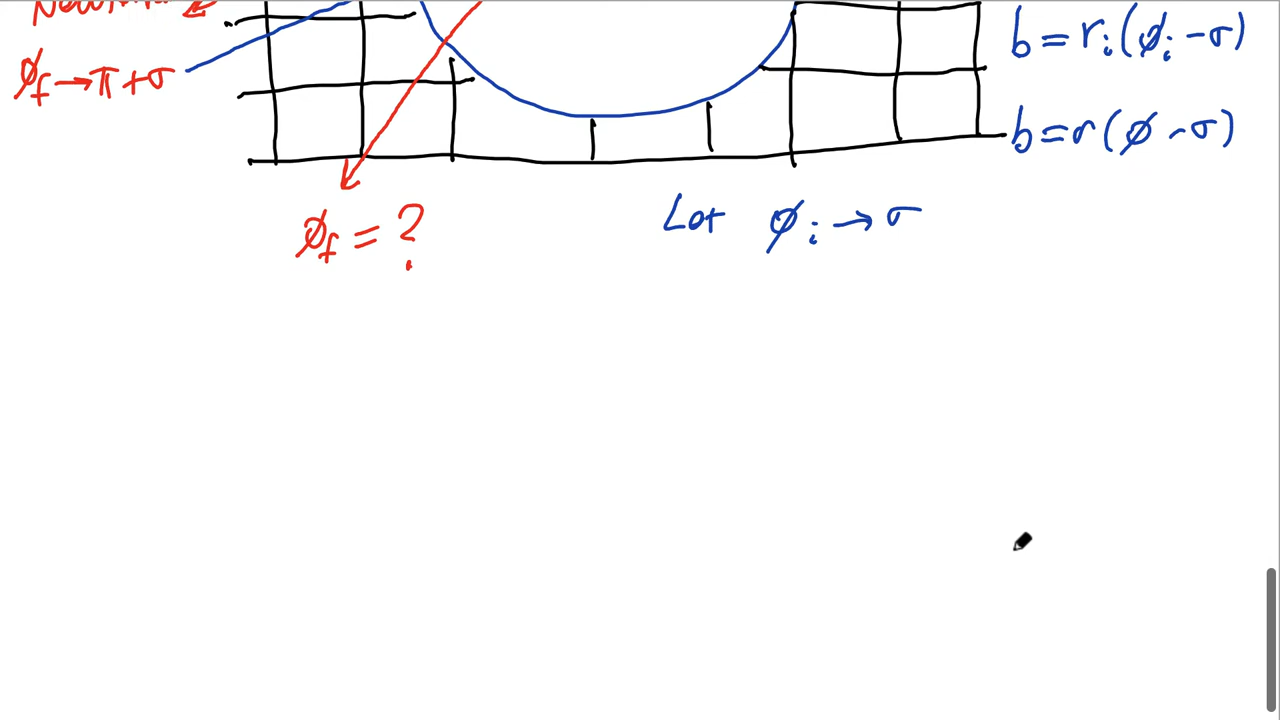 b = rᵢ(ϕᵢ - σ)
ϕf → π + σ
b = r(ϕ - σ)
ϕf = ?
Let ϕᵢ → σ